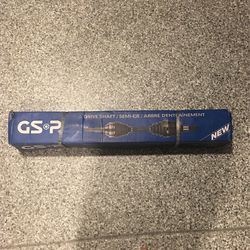 GSP
DRIVE SHAFT / SEMI-EJE / ARBRE D'ENTRAINEMENT
NEW